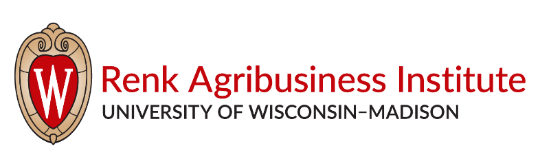 W
Renk Agribusiness Institute
UNIVERSITY OF WISCONSIN–MADISON